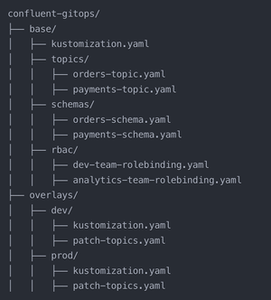 confluent-gitops/
├── base/
│   ├── kustomization.yaml
│   ├── topics/
│   │   ├── orders-topic.yaml
│   │   ├── payments-topic.yaml
│   ├── schemas/
│   │   ├── orders-schema.yaml
│   │   ├── payments-schema.yaml
│   ├── rbac/
│   │   ├── dev-team-rolebinding.yaml
│   │   ├── analytics-team-rolebinding.yaml
├── overlays/
│   ├── dev/
│   │   ├── kustomization.yaml
│   │   ├── patch-topics.yaml
│   ├── prod/
│   │   ├── kustomization.yaml
│   │   ├── patch-topics.yaml